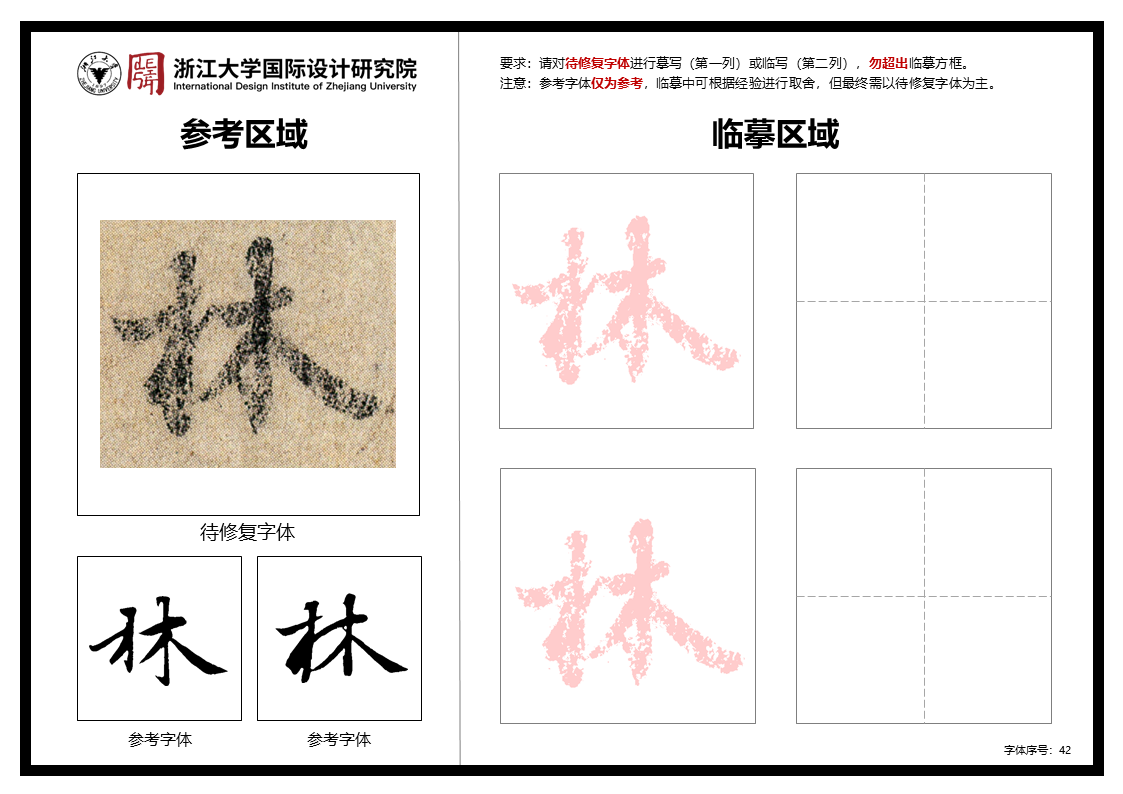 浙江大学国际设计研究院
International Design Institute of Zhejiang University
参考区域
林
待修复字体
林
林
参考字体
参考字体
要求：请对待修复字体进行摹写（第一列）或临写（第二列），勿超出临摹方框。
注意：参考字体仅为参考，临摹中可根据经验进行取舍，但最终需以待修复字体为主。
临摹区域
林
林
字体序号：42